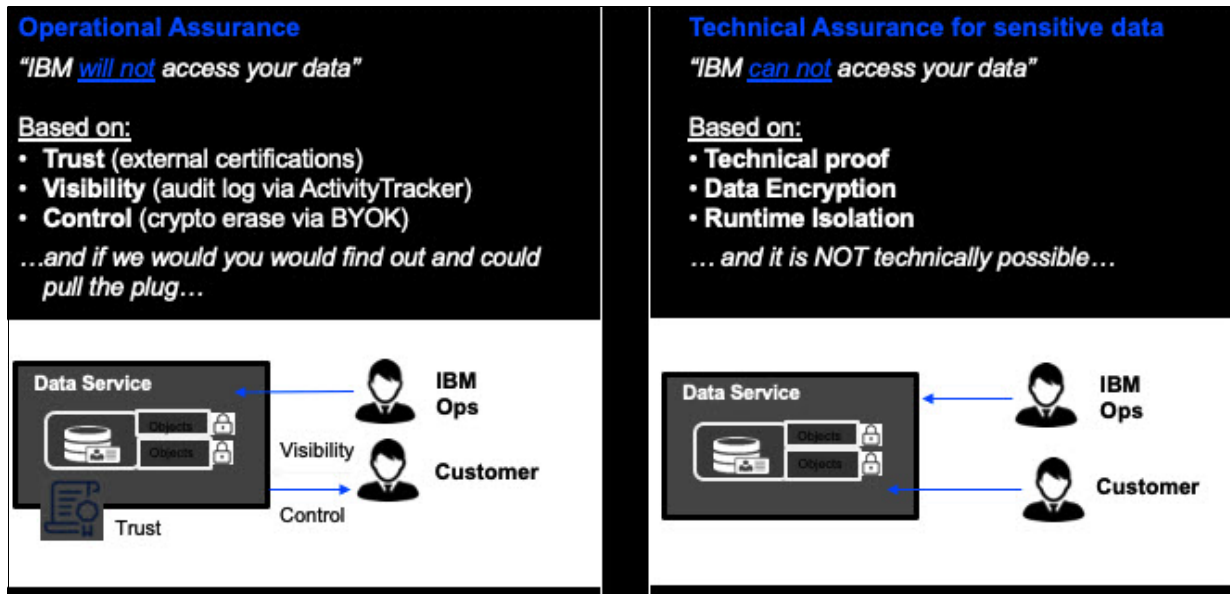 Operational Assurance
"IBM will not access your data"
Based on:
• Trust (external certifications)
• Visibility (audit log via ActivityTracker)
• Control (crypto erase via BYOK)
…and if we would you would find out and could
pull the plug…
Data Service
Objects
Objects
IBM
Ops
Visibility
Customer
Control
Trust
Technical Assurance for sensitive data
"IBM can not access your data"
Based on:
• Technical proof
• Data Encryption
• Runtime Isolation
… and it is NOT technically possible…
Data Service
Objects
Objects
IBM
Ops
Customer